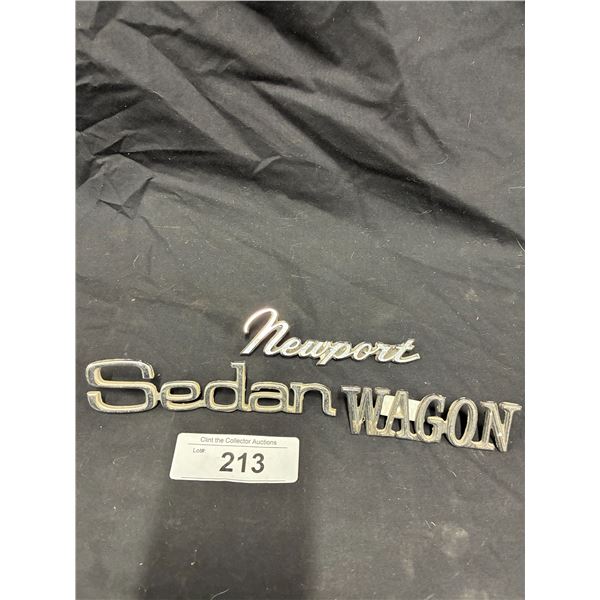 Newport
Sedan WAGON
Clint the Collector Auctions
Lot#:
213